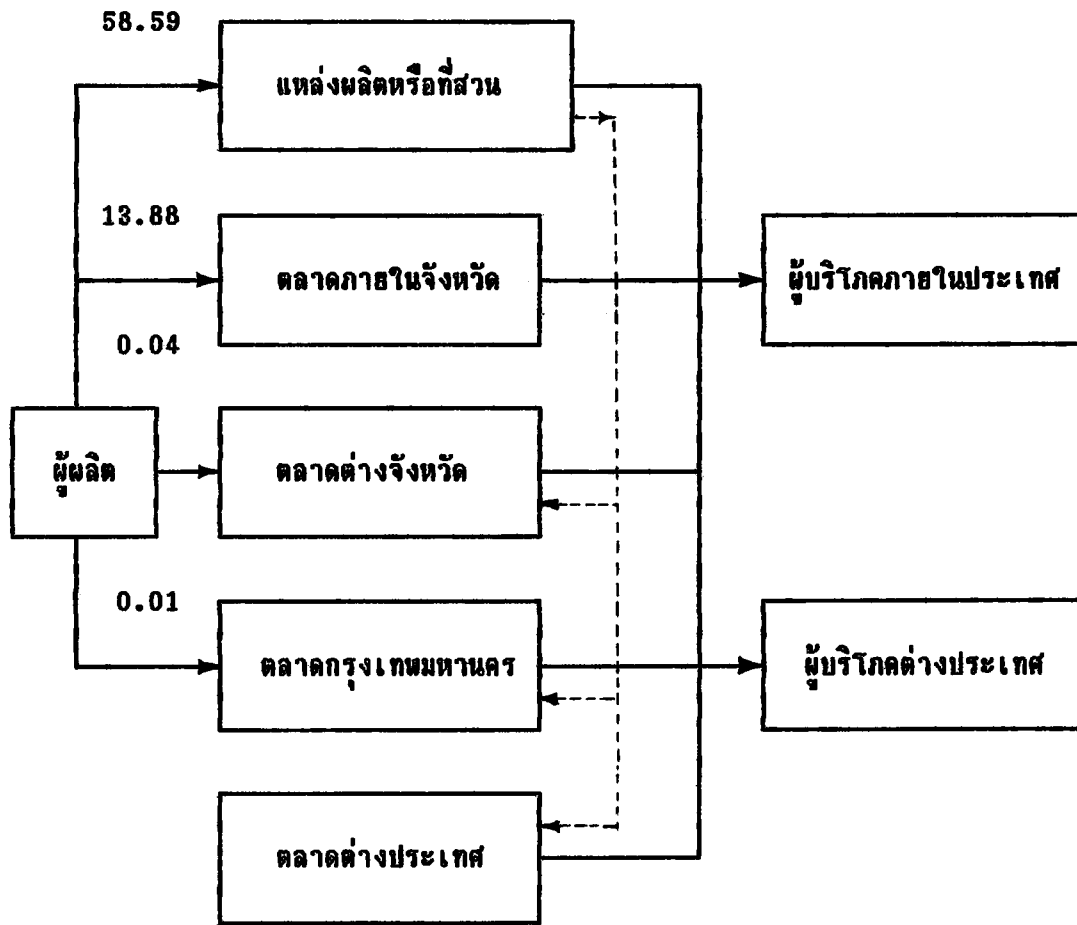 58.59
แหล่งผลิตหรือที่สวน
13.88
ตลาดภายในจังหวัด
ผู้บริโภคภายในประเทศ
0.04
ผู้ผลิต
ตลาดต่างจังหวัด
0.01
ตลาดกรุงเทพมหานคร
ผู้บริโภคต่างประเทศ
ตลาดต่างประเทศ